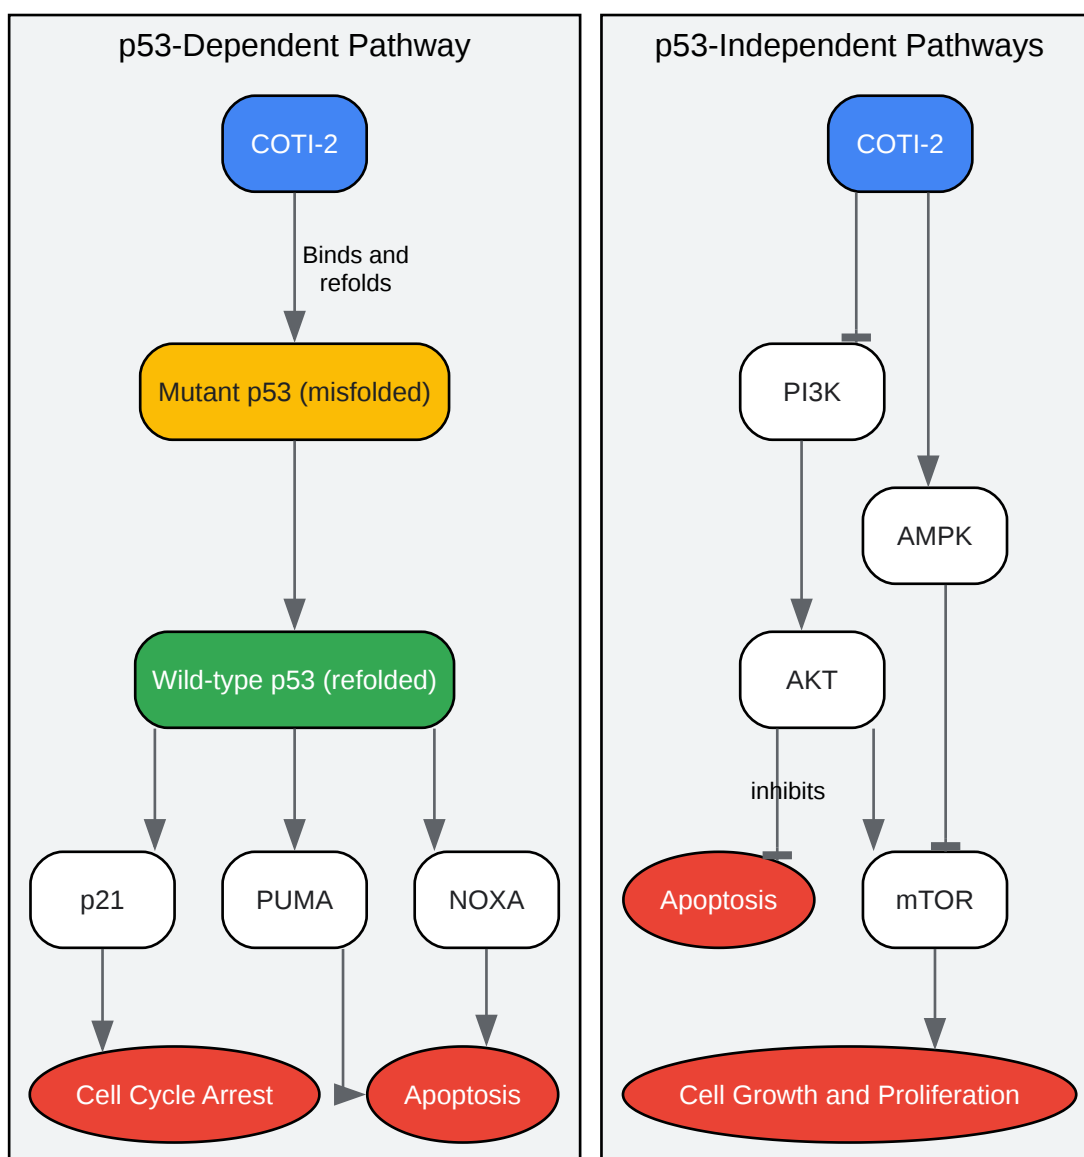 p53-Dependent Pathway
COTI-2
Binds and
refolds
Mutant p53 (misfolded)
Wild-type p53 (refolded)
p21
PUMA
NOXA
Cell Cycle Arrest
Apoptosis
p53-Independent Pathways
COTI-2
PI3K
AMPK
AKT
inhibits
Apoptosis
mTOR
Cell Growth and Proliferation